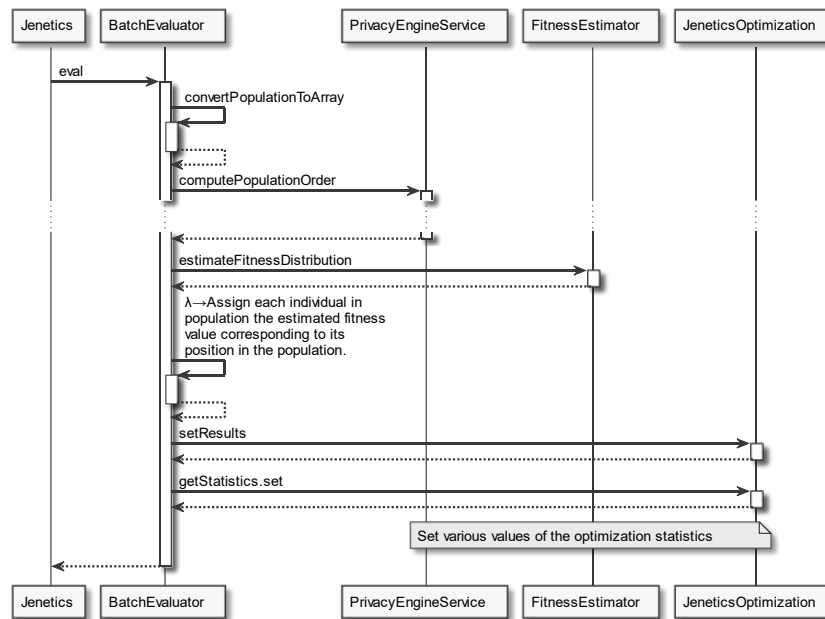 Jenetics
BatchEvaluator
PrivacyEngineService
FitnessEstimator
JeneticsOptimization
eval
convertPopulationToArray
computePopulationOrder
estimateFitnessDistribution
λ→Assign each individual in
population the estimated fitness
value corresponding to its
position in the population.
setResults
getStatistics.set
Set various values of the optimization statistics
Jenetics
BatchEvaluator
PrivacyEngineService
FitnessEstimator
JeneticsOptimization